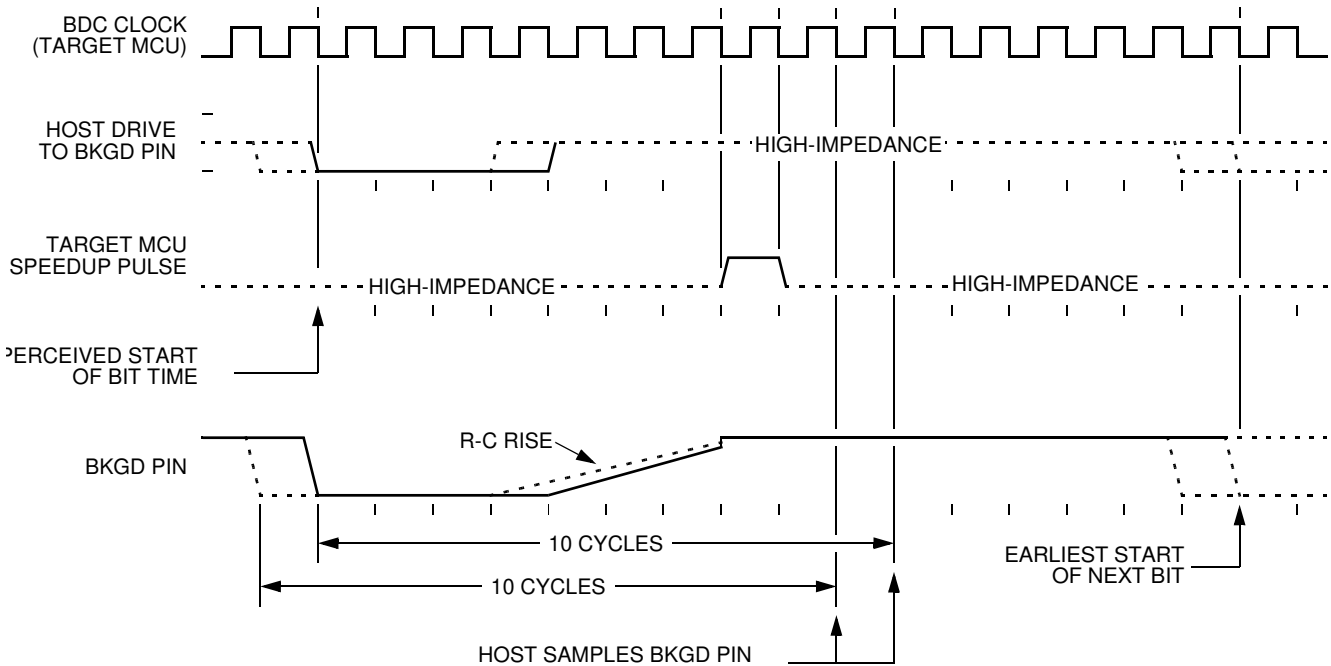 BDC CLOCK
(TARGET MCU)
HOST DRIVE
TO BKGD PIN
HIGH-IMPEDANCE
TARGET MCU
SPEEDUP PULSE
HIGH-IMPEDANCE
HIGH-IMPEDANCE
PERCEIVED START
OF BIT TIME
R-C RISE
BKGD PIN
10 CYCLES
10 CYCLES
EARLIEST START
OF NEXT BIT
HOST SAMPLES BKGD PIN